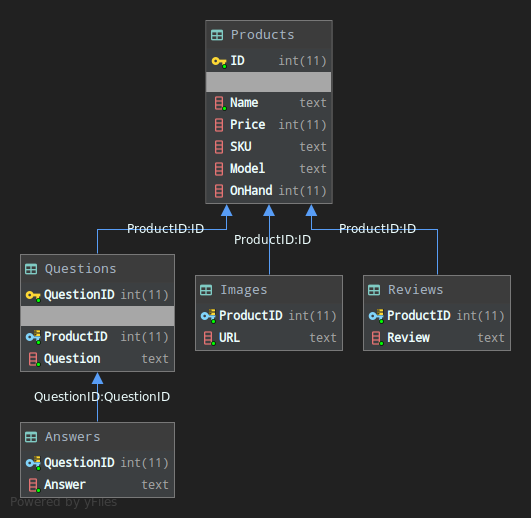 Products
ID int(11)
Name text
Price int(11)
SKU text
Model text
OnHand int(11)
ProductID:ID
ProductID:ID
ProductID:ID
Questions
QuestionID int(11)
ProductID int(11)
Question text
Images
ProductID int(11)
URL text
Reviews
ProductID int(11)
Review text
QuestionID:QuestionID
Answers
QuestionID int(11)
Answer text
Powered by yFiles